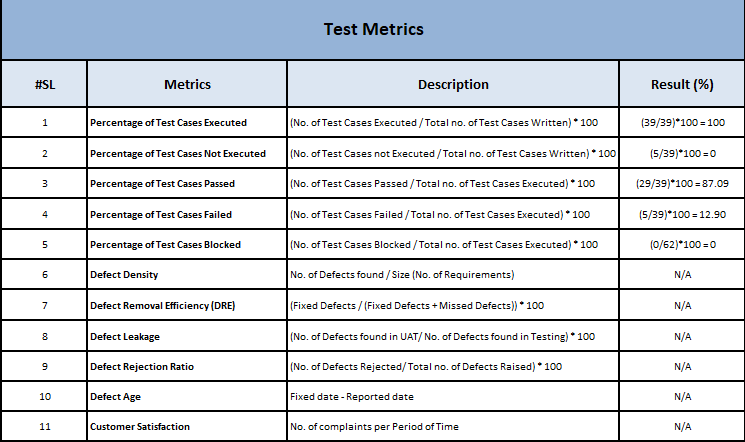 Test Metrics
#SL Metrics Description Result (%)
1 Percentage of Test Cases Executed (No. of Test Cases Executed / Total no. of Test Cases Written) * 100 (39/39)*100 = 100
2 Percentage of Test Cases Not Executed (No. of Test Cases not Executed / Total no. of Test Cases Written) * 100 (5/39)*100 = 0
3 Percentage of Test Cases Passed (No. of Test Cases Passed / Total no. of Test Cases Executed) * 100 (29/39)*100 = 87.09
4 Percentage of Test Cases Failed (No. of Test Cases Failed / Total no. of Test Cases Executed) * 100 (5/39)*100 = 12.90
5 Percentage of Test Cases Blocked (No. of Test Cases Blocked / Total no. of Test Cases Executed) * 100 (0/62)*100 = 0
6 Defect Density No. of Defects found / Size (No. of Requirements) N/A
7 Defect Removal Efficiency (DRE) (Fixed Defects / (Fixed Defects + Missed Defects)) * 100 N/A
8 Defect Leakage (No. of Defects found in UAT/ No. of Defects found in Testing) * 100 N/A
9 Defect Rejection Ratio (No. of Defects Rejected/ Total no. of Defects Raised) * 100 N/A
10 Defect Age Fixed date - Reported date N/A
11 Customer Satisfaction No. of complaints per Period of Time N/A